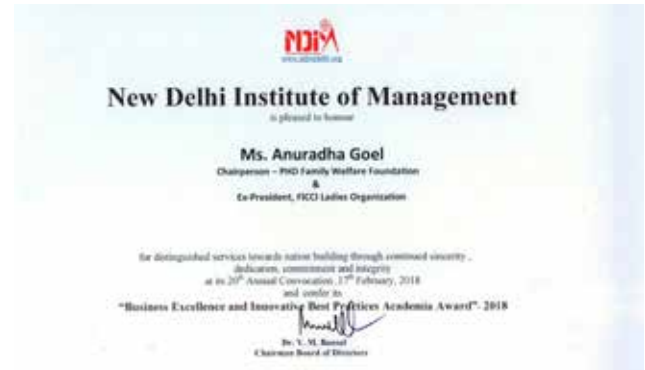 NDiM
New Delhi Institute of Management
is pleased to honour
Ms. Anuradha Goel
Chairperson – PHD Family Welfare Foundation
&
Ex-President, FICCI Ladies Organization
for distinguished services towards nation building through continued sincerity ,
dedication, commitment and integrity
at its 20th Annual Convocation ,17th February, 2018
and confer its
“Business Excellence and Innovative Best Practices Academia Award”- 2018
Dr. V. M. Bansal
Chairman Board of Directors